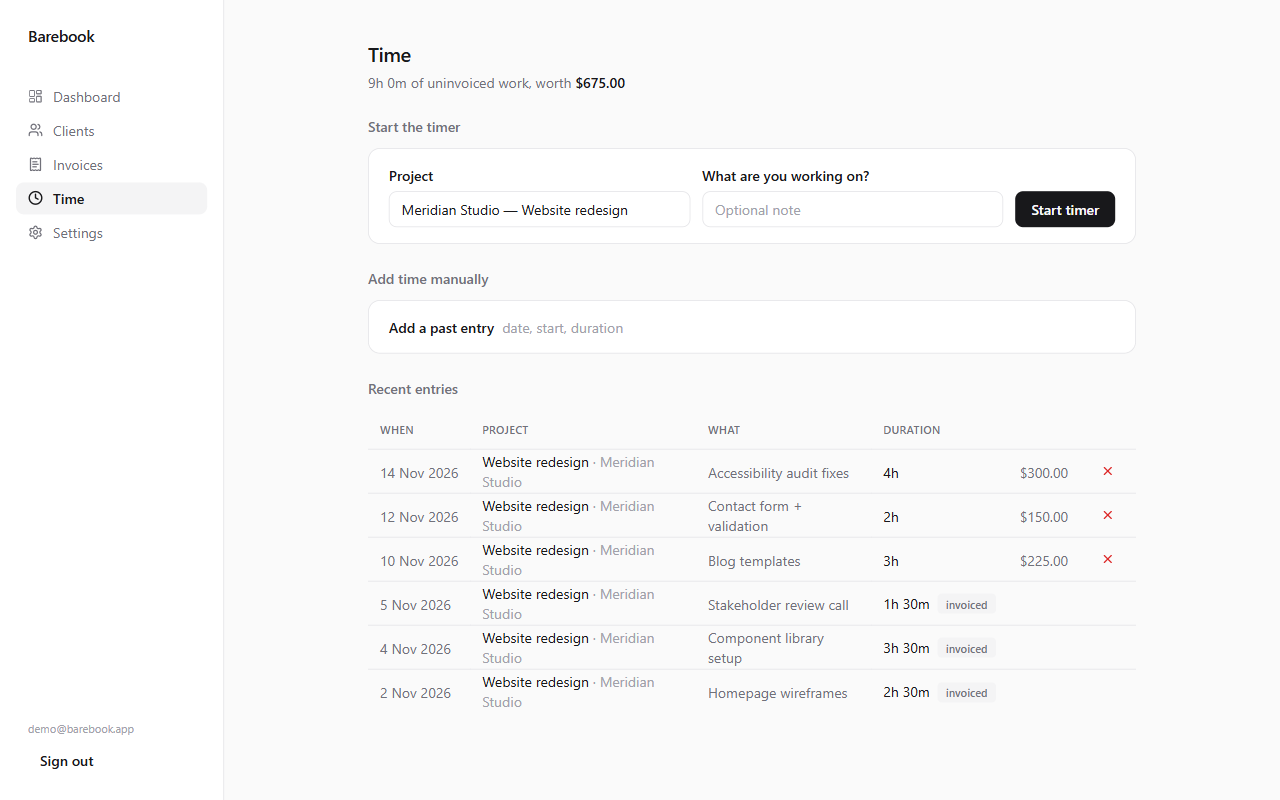 Barebook
Dashboard
Clients
Invoices
Time
Settings
demo@barebook.app
Sign out
Time
9h 0m of uninvoiced work, worth $675.00
Start the timer
Project
What are you working on?
Meridian Studio — Website redesign
Optional note
Start timer
Add time manually
Add a past entry date, start, duration
Recent entries
WHEN PROJECT WHAT DURATION
14 Nov 2026 Website redesign · Meridian Studio Accessibility audit fixes 4h $300.00 ×
12 Nov 2026 Website redesign · Meridian Studio Contact form + validation 2h $150.00 ×
10 Nov 2026 Website redesign · Meridian Studio Blog templates 3h $225.00 ×
5 Nov 2026 Website redesign · Meridian Studio Stakeholder review call 1h 30m invoiced
4 Nov 2026 Website redesign · Meridian Studio Component library setup 3h 30m invoiced
2 Nov 2026 Website redesign · Meridian Studio Homepage wireframes 2h 30m invoiced